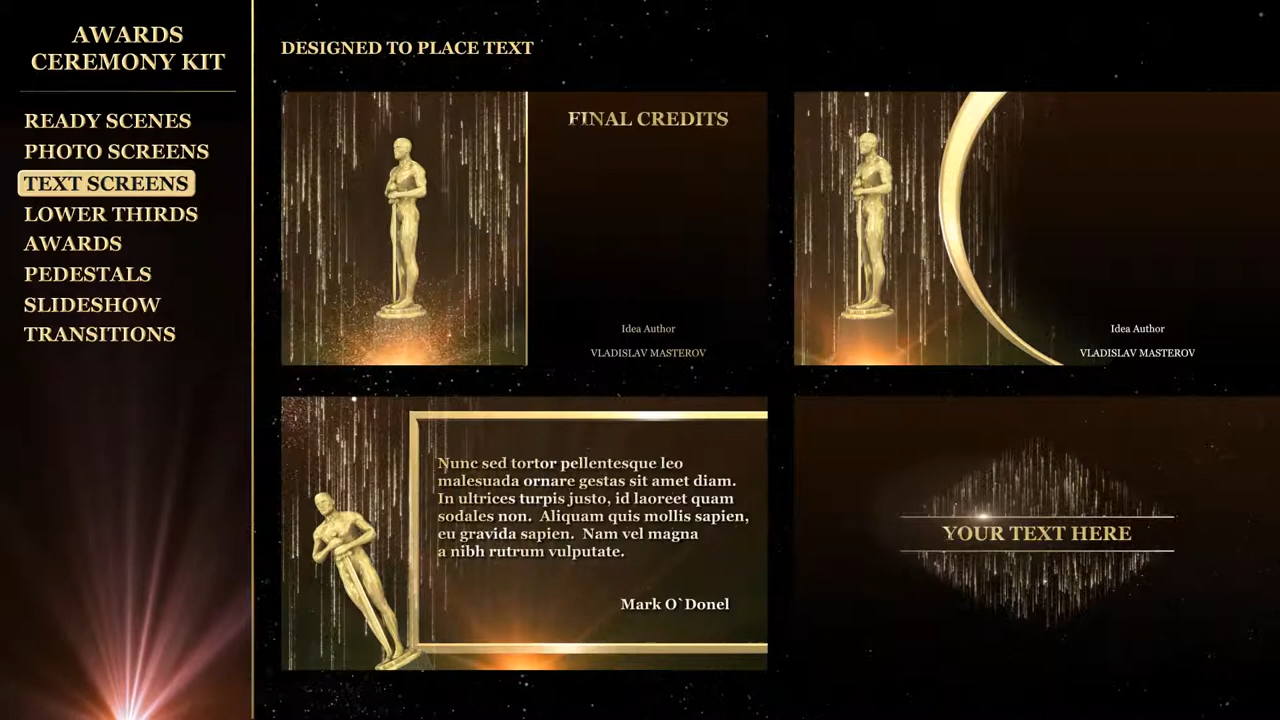 AWARDS
CEREMONY KIT
READY SCENES
PHOTO SCREENS
TEXT SCREENS
LOWER THIRDS
AWARDS
PEDESTALS
SLIDESHOW
TRANSITIONS
DESIGNED TO PLACE TEXT
FINAL CREDITS
Idea Author
VLADISLAV MASTEROV
Idea Author
VLADISLAV MASTEROV
Nunc sed tortor pellentesque leo
malesuada ornare gestas sit amet diam.
In ultrices turpis justo, id laoreet quam
sodales non.  Aliquam quis mollis sapien,
eu gravida sapien.  Nam vel magna
a nibh rutrum vulputate.
Mark O`Donel
YOUR TEXT HERE